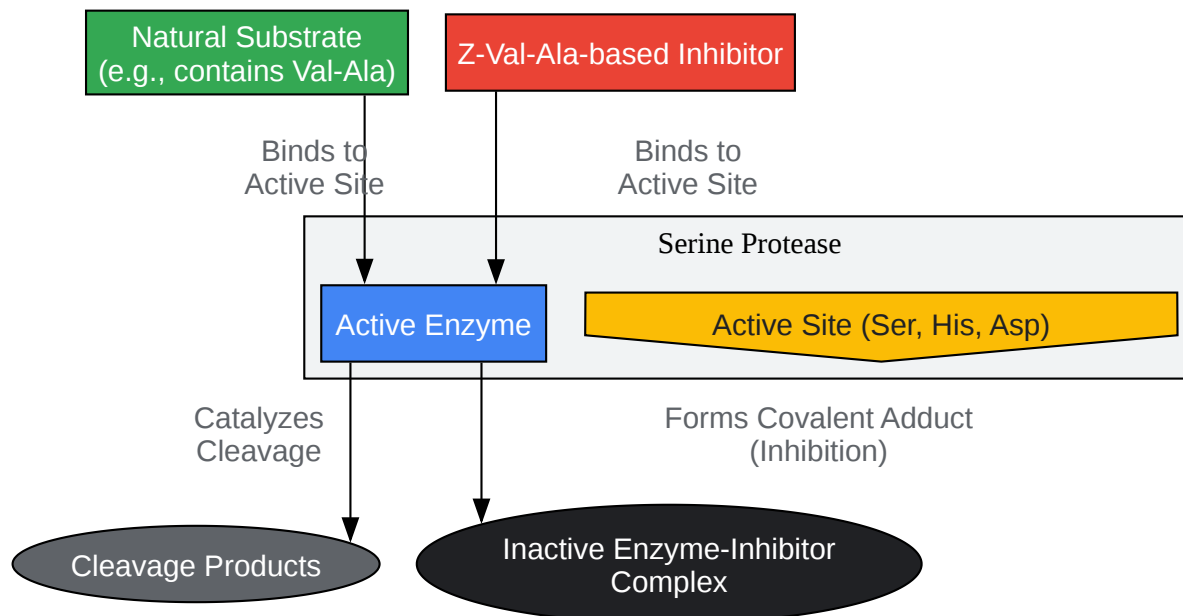 Natural Substrate
(e.g., contains Val-Ala)
Z-Val-Ala-based Inhibitor
Binds to
Active Site
Binds to
Active Site
Serine Protease
Active Enzyme
Active Site (Ser, His, Asp)
Catalyzes
Cleavage
Forms Covalent Adduct
(Inhibition)
Cleavage Products
Inactive Enzyme-Inhibitor
Complex